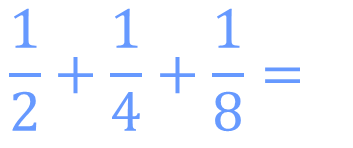 1/2 + 1/4 + 1/8 =